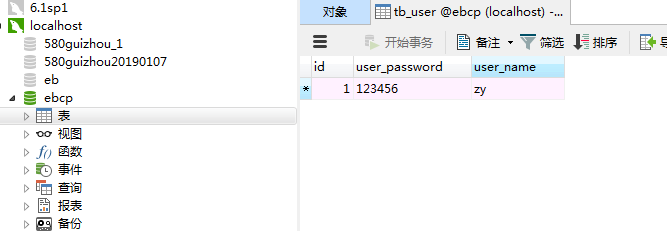 6.1sp1
localhost
580guizhou_1
580guizhou20190107
eb
ebcp
表
视图
f() 函数
事件
查询
报表
备份
对象
tb_user @ebcp (localhost) -...
开始事务 备注 筛选 排序
id user_password user_name
* 1 123456 zy